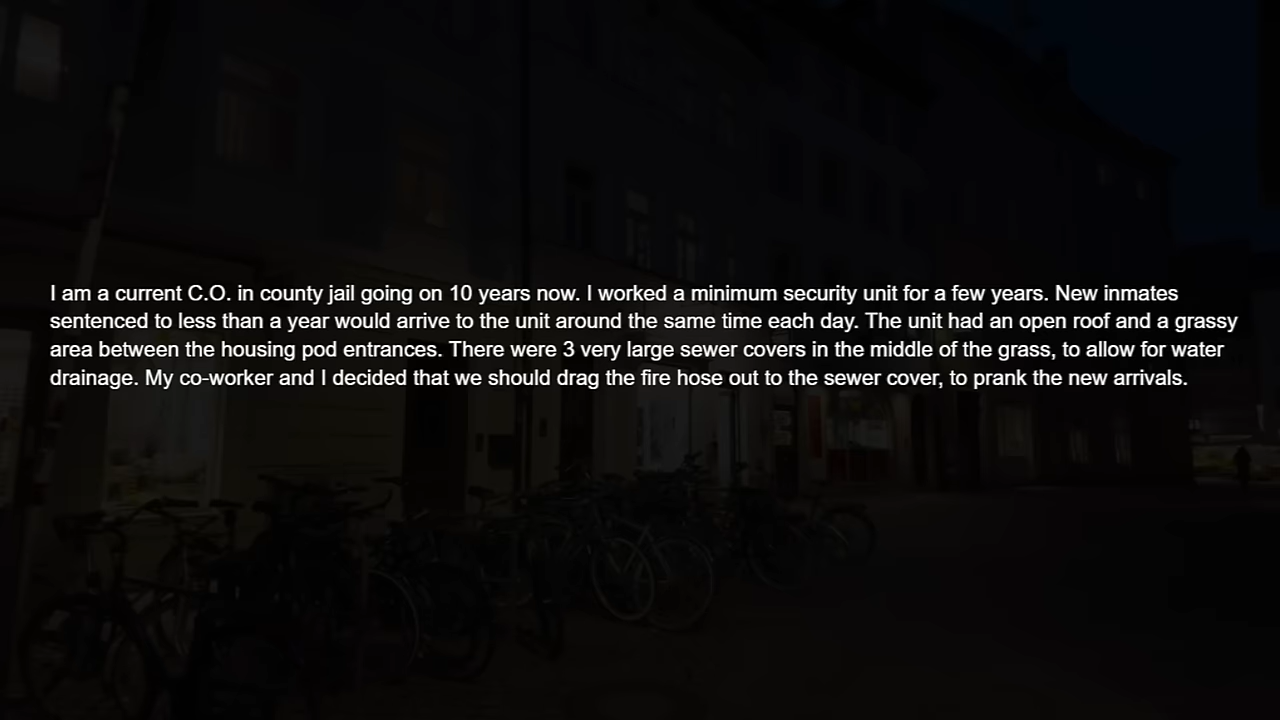 I am a current C.O. in county jail going on 10 years now. I worked a minimum security unit for a few years. New inmates
sentenced to less than a year would arrive to the unit around the same time each day. The unit had an open roof and a grassy
area between the housing pod entrances. There were 3 very large sewer covers in the middle of the grass, to allow for water
drainage. My co-worker and I decided that we should drag the fire hose out to the sewer cover, to prank the new arrivals.